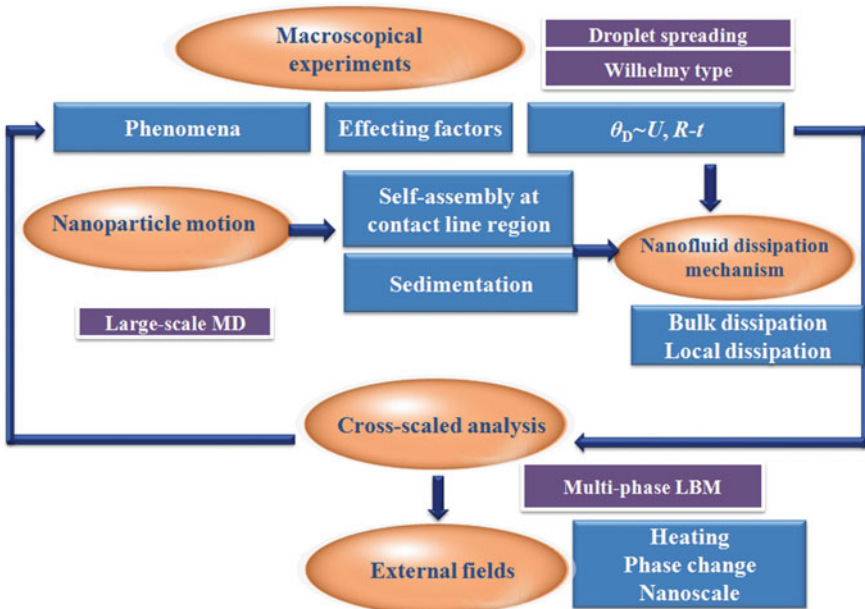 Macroscopical
experiments
Droplet spreading
Wilhelmy type
Phenomena
Effecting factors
θD~U, R-t
Nanoparticle motion
Self-assembly at
contact line region
Sedimentation
Nanofluid dissipation
mechanism
Large-scale MD
Bulk dissipation
Local dissipation
Cross-scaled analysis
Multi-phase LBM
External fields
Heating
Phase change
Nanoscale